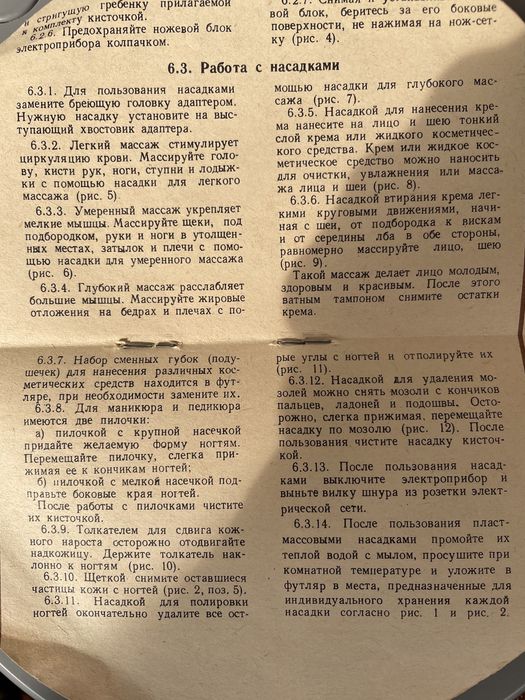 и стригущую гребенку прилагаемой
к комплекту кисточкой.
6.2.6. Предохраняйте ножевой блок
электроприбора колпачком.
вой блок, беритесь за его боковые
поверхности, не нажимая на нож-сет-
ку (рис. 4).
6.3. Работа с насадками
6.3.1. Для пользования насадками
замените бреющую головку адаптером.
Нужную насадку установите на выс-
тупающий хвостовик адаптера.
6.3.2. Легкий массаж стимулирует
циркуляцию крови. Массируйте голо-
ву, кисти рук, ноги, ступни и лодыж-
ки с помощью насадки для легкого
массажа (рис. 5)
6.3.3. Умеренный массаж укрепляет
мелкие мышцы. Массируйте щеки, под
подбородком, руки и ноги в утолщен-
ных местах, затылок и плечи с помо-
щью насадки для умеренного массажа
(рис. 6).
6.3.4. Глубокий массаж расслабляет
большие мышцы. Массируйте жировые
отложения на бедрах и плечах с по-
мощью насадки для глубокого мас-
сажа (рис. 7).
6.3.5. Насадкой для нанесения кре-
ма нанесите на лицо и шею тонкий
слой крема или жидкого косметичес-
кого средства. Крем или жидкое кос-
метическое средство можно наносить
для очистки, увлажнения или масса-
жа лица и шеи (рис. 8).
6.3.6. Насадкой втирания крема лег-
кими круговыми движениями, начи-
ная с шеи, от подбородка к вискам
и от середины лба в обе стороны,
равномерно массируйте лицо, шею
(рис. 9).
Такой массаж делает лицо молодым,
здоровым и красивым. После этого
ватным тампоном снимите остатки
крема.
6.3.7. Набор сменных губок (поду-
шечек) для нанесения различных кос-
метических средств находится в фут-
ляре, при необходимости замените их.
6.3.8. Для маникюра и педикюра
имеются две пилочки:
а) пилочкой с крупной насечкой
придайте желаемую форму ногтям.
Перемещайте пилочку, слегка при-
жимая ее к кончикам ногтей;
б) пилочкой с мелкой насечкой под-
правьте боковые края ногтей.
После работы с пилочками чистите
их кисточкой.
6.3.9. Толкателем для сдвига кож-
ного нароста осторожно отодвигайте
надкожицу. Держите толкатель нак-
лонно к ногтям (рис. 10).
6.3.10. Щеткой снимите оставшиеся
частицы кожи с ногтей (рис. 2, поз. 5).
6.3.11. Насадкой для полировки
ногтей окончательно удалите все ост-
рые углы с ногтей и отполируйте их
(рис. 11).
6.3.12. Насадкой для удаления мо-
золей можно снять мозоли с кончиков
пальцев, ладоней и подошвы. Осто-
рожно, слегка прижимая, перемещайте
насадку по мозолю (рис. 12). После
пользования чистите насадку кисточ-
кой.
6.3.13. После пользования насад-
ками выключите электроприбор и
выньте вилку шнура из розетки элект-
рической сети.
6.3.14. После пользования пласт-
массовыми насадками промойте их
теплой водой с мылом, просушите при
комнатной температуре и уложите в
футляр в места, предназначенные для
индивидуального хранения каждой
насадки согласно рис. 1 и рис. 2.